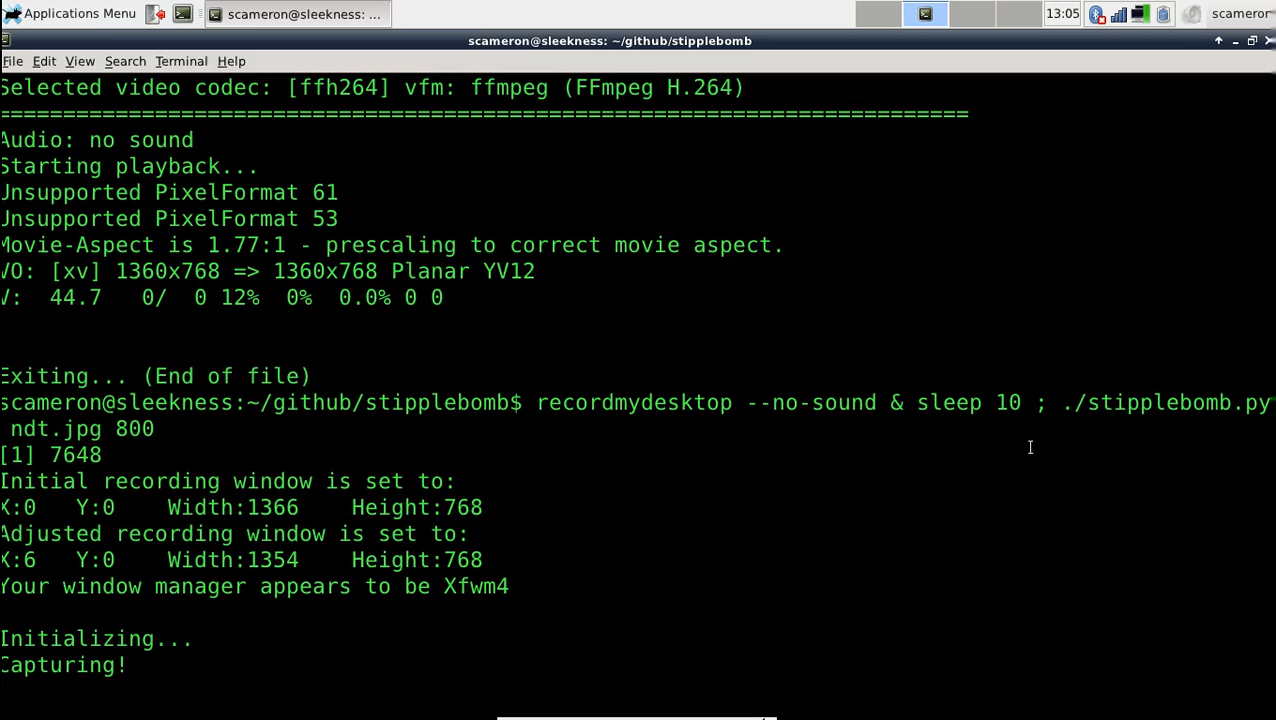 Applications Menu scameron@sleekness: ... 13:05 scameror
scameron@sleekness: ~/github/stipplebomb
File Edit View Search Terminal Help
Selected video codec: [ffh264] vfm: ffmpeg (FFmpeg H.264)
==========================================================================
Audio: no sound
Starting playback...
Unsupported PixelFormat 61
Unsupported PixelFormat 53
Movie-Aspect is 1.77:1 - prescaling to correct movie aspect.
VO: [xv] 1360x768 => 1360x768 Planar YV12
V:  44.7   0/  0 12%  0%  0.0% 0 0
Exiting... (End of file)
scameron@sleekness:~/github/stipplebomb$ recordmydesktop --no-sound & sleep 10 ; ./stipplebomb.py
ndt.jpg 800
[1] 7648
Initial recording window is set to:
X:0   Y:0    Width:1366    Height:768
Adjusted recording window is set to:
X:6   Y:0    Width:1354    Height:768
Your window manager appears to be Xfwm4
Initializing...
Capturing!